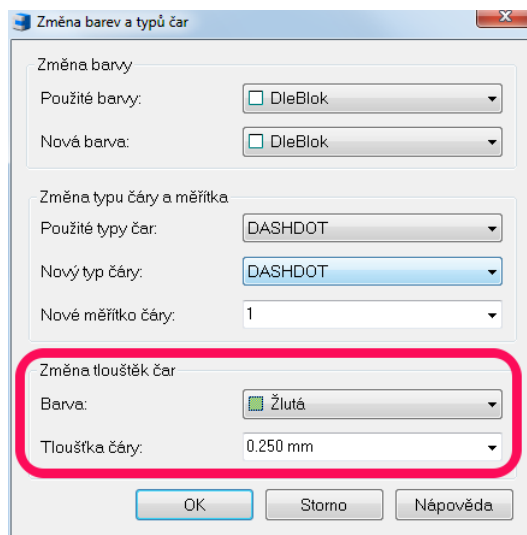 Změna barev a typů čar
Změna barvy
Použité barvy: DleBlok
Nová barva: DleBlok
Změna typu čáry a měřítka
Použité typy čar: DASHDOT
Nový typ čáry: DASHDOT
Nové měřítko čáry: 1
Změna tlouštěk čar
Barva: Žlutá
Tloušťka čáry: 0.250 mm
OK Storno Nápověda